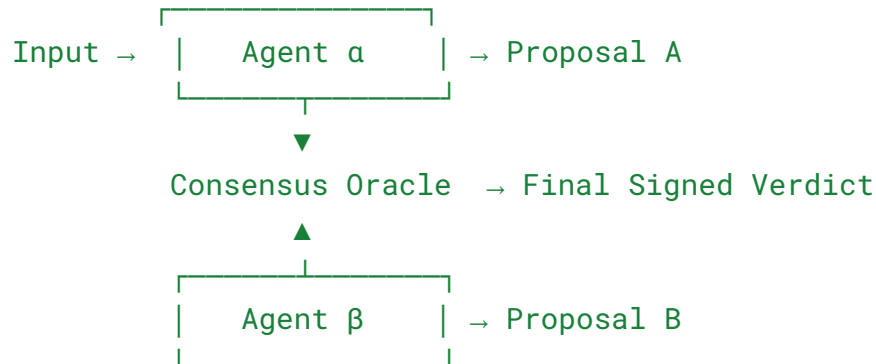 Input → Agent α → Proposal A
Consensus Oracle → Final Signed Verdict
Agent β → Proposal B